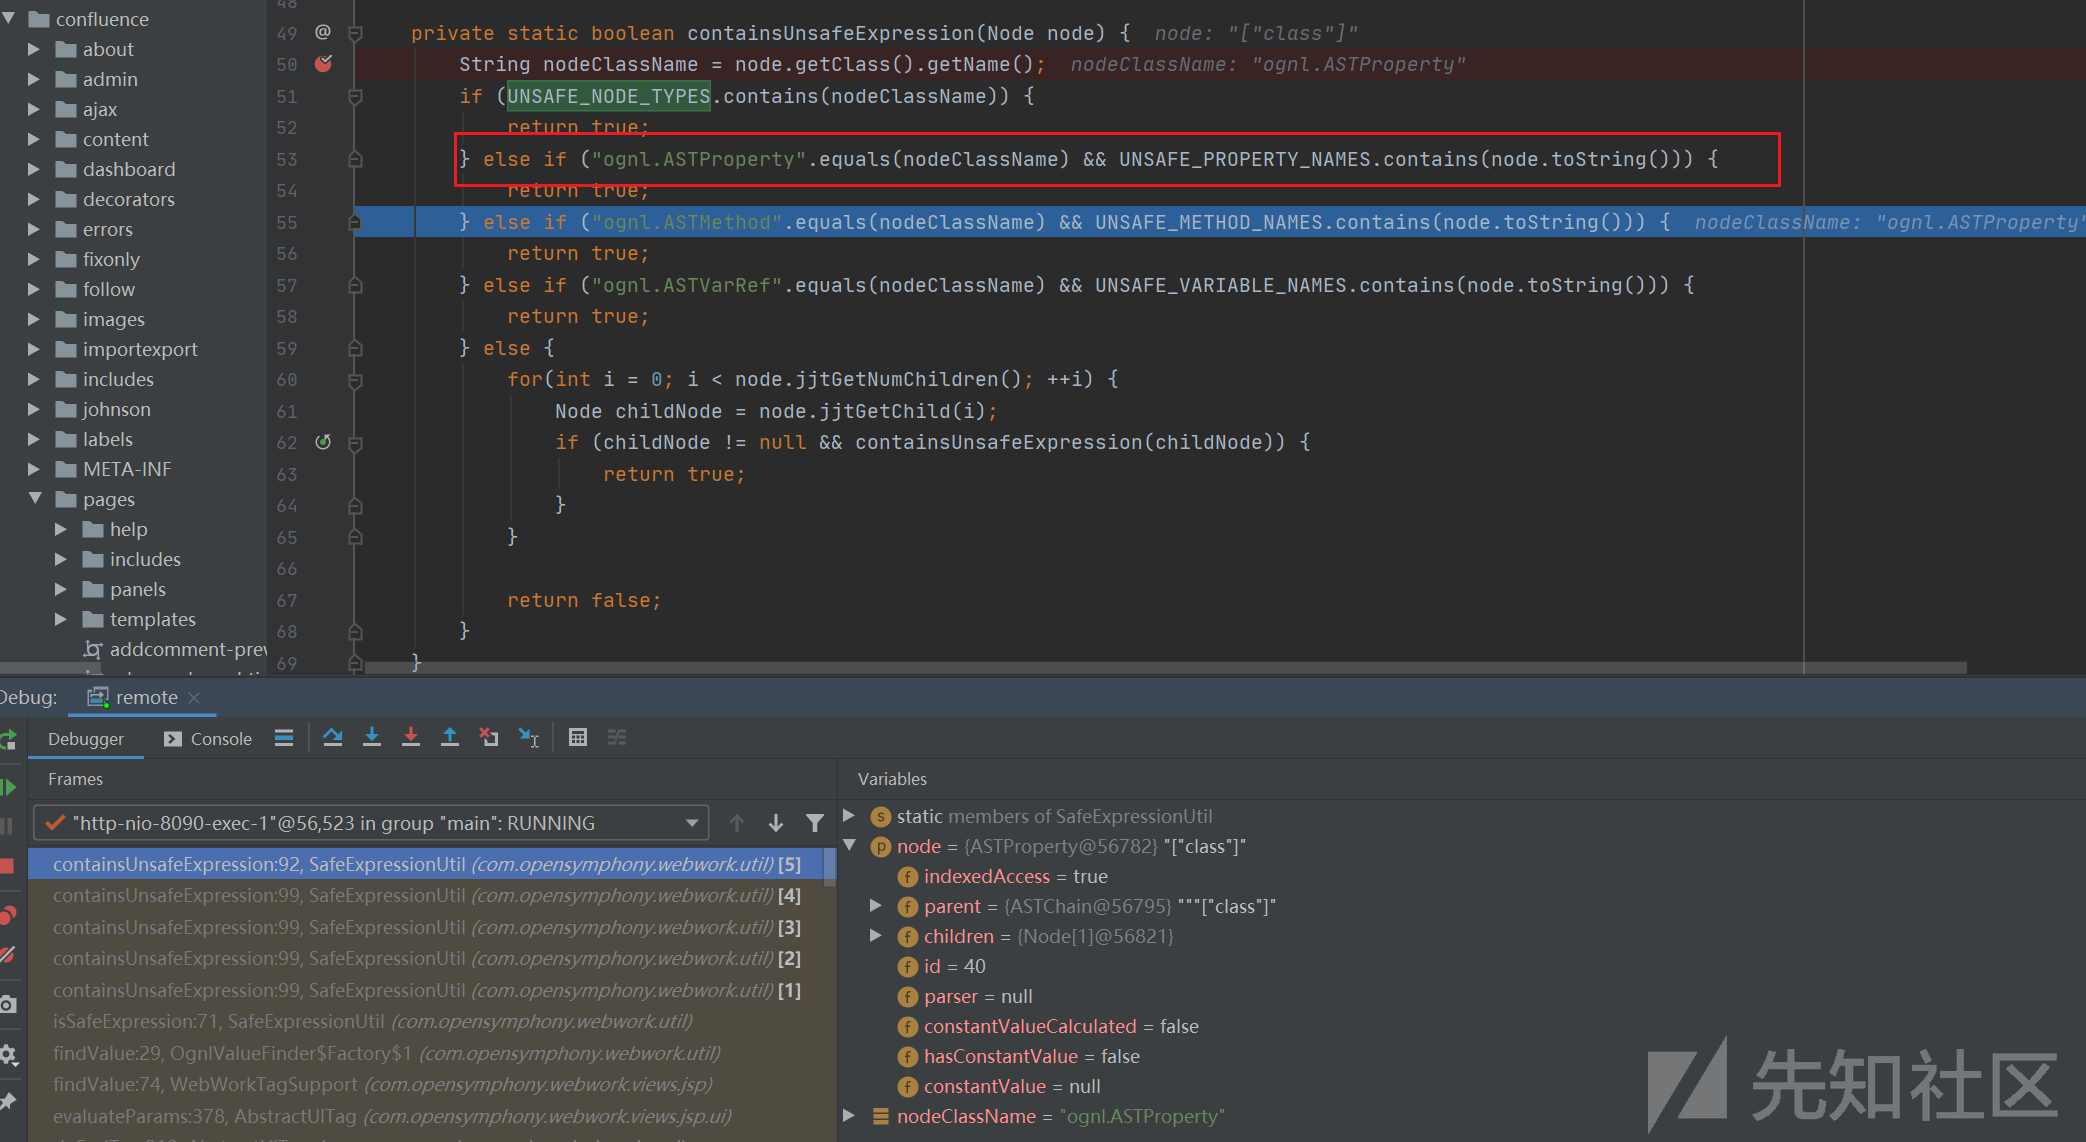 confluence
about
admin
ajax
content
dashboard
decorators
errors
fixonly
follow
images
importexport
includes
johnson
labels
META-INF
pages
help
includes
panels
templates
addcomment-prev
48
49 private static boolean containsUnsafeExpression(Node node) { node: "["class"]"
50 String nodeClassName = node.getClass().getName(); nodeClassName: "ognl.ASTProperty"
51 if (UNSAFE_NODE_TYPES.contains(nodeClassName)) {
52 return true;
53 } else if ("ognl.ASTProperty".equals(nodeClassName) && UNSAFE_PROPERTY_NAMES.contains(node.toString())) {
54 return true;
55 } else if ("ognl.ASTMethod".equals(nodeClassName) && UNSAFE_METHOD_NAMES.contains(node.toString())) { nodeClassName: "ognl.ASTProperty"
56 return true;
57 } else if ("ognl.ASTVarRef".equals(nodeClassName) && UNSAFE_VARIABLE_NAMES.contains(node.toString())) {
58 return true;
59 } else {
60 for(int i = 0; i < node.jjtGetNumChildren(); ++i) {
61 Node childNode = node.jjtGetChild(i);
62 if (childNode != null && containsUnsafeExpression(childNode)) {
63 return true;
64 }
65 }
66
67 return false;
68 }
69 }
Debug: remote
Debugger Console
Frames
"http-nio-8090-exec-1"@56,523 in group "main": RUNNING
containsUnsafeExpression:92, SafeExpressionUtil (com.opensymphony.webwork.util) [5]
containsUnsafeExpression:99, SafeExpressionUtil (com.opensymphony.webwork.util) [4]
containsUnsafeExpression:99, SafeExpressionUtil (com.opensymphony.webwork.util) [3]
containsUnsafeExpression:99, SafeExpressionUtil (com.opensymphony.webwork.util) [2]
containsUnsafeExpression:99, SafeExpressionUtil (com.opensymphony.webwork.util) [1]
isSafeExpression:71, SafeExpressionUtil (com.opensymphony.webwork.util)
findValue:29, OgnlValueFinder$Factory$1 (com.opensymphony.webwork.util)
findValue:74, WebWorkTagSupport (com.opensymphony.webwork.views.jsp)
evaluateParams:378, AbstractUITag (com.opensymphony.webwork.views.jsp.ui)
Variables
static members of SafeExpressionUtil
node = {ASTProperty@56782} "["class"]"
indexedAccess = true
parent = {ASTChain@56795} """["class"]"
children = {Node[1]@56821}
id = 40
parser = null
constantValueCalculated = false
hasConstantValue = false
constantValue = null
nodeClassName = "ognl.ASTProperty"
先知社区